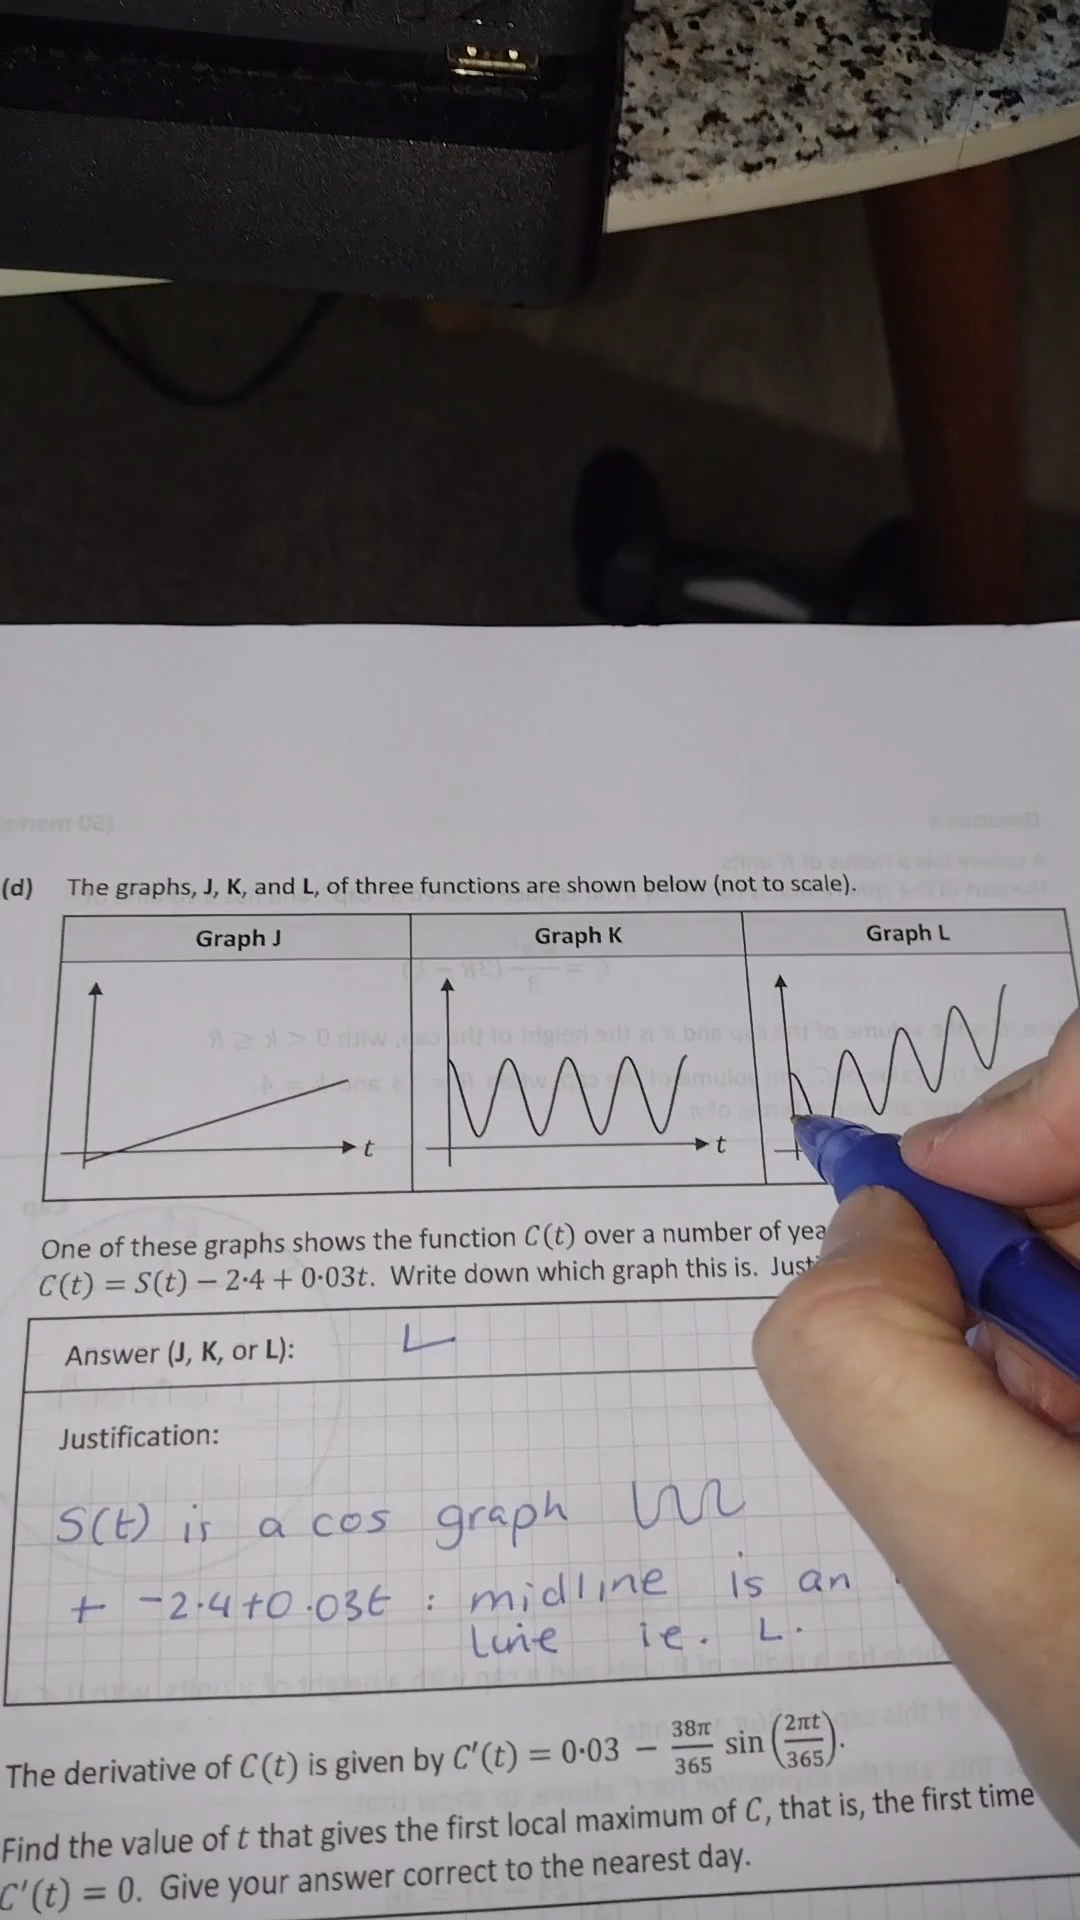 (d) The graphs, J, K, and L, of three functions are shown below (not to scale).
Graph J Graph K Graph L
t t
One of these graphs shows the function C(t) over a number of
C(t) = S(t) − 2·4 + 0·03t. Write down which graph this is.
Answer (J, K, or L): L
Justification:
S(t) is a cos graph
+ -2.4+0.03t : midline is an
line ie. L.
The derivative of C(t) is given by C′(t) = 0·03 − 38π/365 sin(2πt/365).
Find the value of t that gives the first local maximum of C, that is, the first time
C′(t) = 0. Give your answer correct to the nearest day.